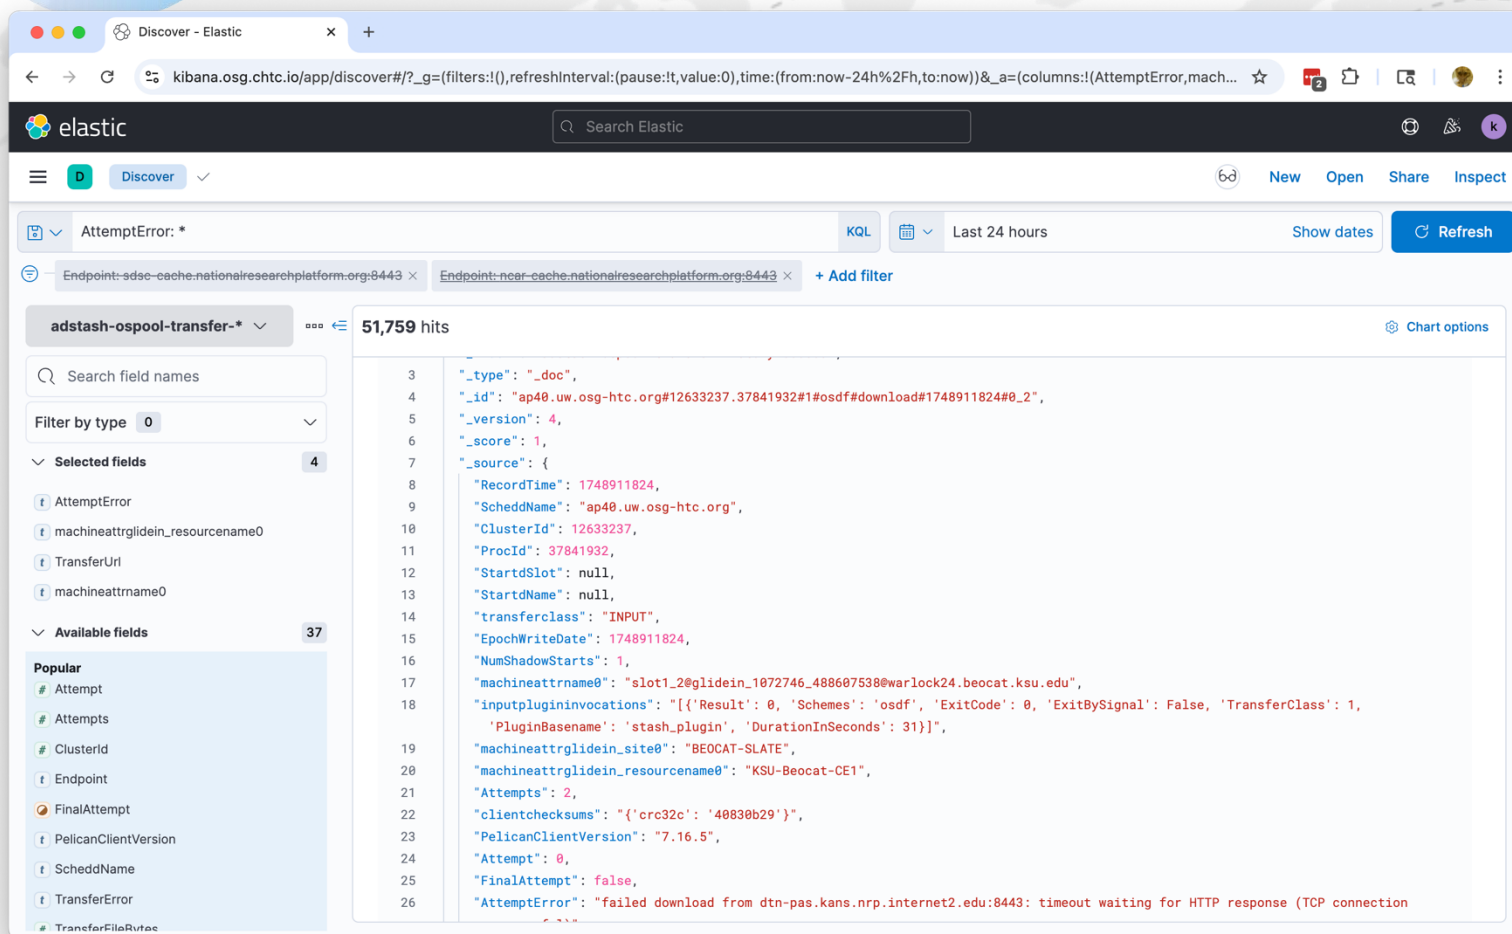 Discover - Elastic
kibana.osg.chtc.io/app/discover#/?_g=(filters:!(),refreshInterval:(pause:!t,value:0),time:(from:now-24h%2Fh,to:now))&_a=(columns:!(AttemptError,mach...
2
elastic
Search Elastic
k
D
Discover
New
Open
Share
Inspect
AttemptError: *
KQL
Last 24 hours
Show dates
Refresh
Endpoint: sdsc-cache.nationalresearchplatform.org:8443
Endpoint: ncar-cache.nationalresearchplatform.org:8443
+ Add filter
adstash-ospool-transfer-*
51,759 hits
Chart options
Search field names
Filter by type 0
Selected fields 4
t AttemptError
t machineattrglidein_resourcename0
t TransferUrl
t machineattrname0
Available fields 37
Popular
# Attempt
# Attempts
# ClusterId
t Endpoint
FinalAttempt
t PelicanClientVersion
t ScheddName
t TransferError
# TransferFileBytes
3 "_type": "_doc",
4 "_id": "ap40.uw.osg-htc.org#12633237.37841932#1#osdf#download#1748911824#0_2",
5 "_version": 4,
6 "_score": 1,
7 "_source": {
8 "RecordTime": 1748911824,
9 "ScheddName": "ap40.uw.osg-htc.org",
10 "ClusterId": 12633237,
11 "ProcId": 37841932,
12 "StartdSlot": null,
13 "StartdName": null,
14 "transferclass": "INPUT",
15 "EpochWriteDate": 1748911824,
16 "NumShadowStarts": 1,
17 "machineattrname0": "slot1_2@glidein_1072746_488607538@warlock24.beocat.ksu.edu",
18 "inputplugininvocations": "[{'Result': 0, 'Schemes': 'osdf', 'ExitCode': 0, 'ExitBySignal': False, 'TransferClass': 1,
'PluginBasename': 'stash_plugin', 'DurationInSeconds': 31}]",
19 "machineattrglidein_site0": "BEOCAT-SLATE",
20 "machineattrglidein_resourcename0": "KSU-Beocat-CE1",
21 "Attempts": 2,
22 "clientchecksums": "{'crc32c': '40830b29'}",
23 "PelicanClientVersion": "7.16.5",
24 "Attempt": 0,
25 "FinalAttempt": false,
26 "AttemptError": "failed download from dtn-pas.kans.nrp.internet2.edu:8443: timeout waiting for HTTP response (TCP connection